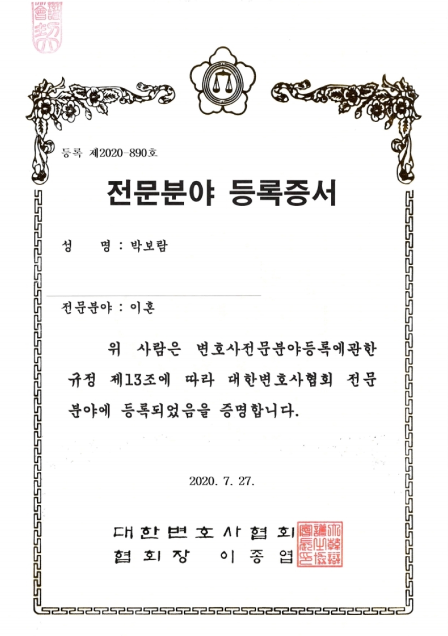 등록 제2020-890호
전문분야 등록증서
성 명 : 박보람
전문분야 : 이혼
위 사람은 변호사전문분야등록에관한
규정 제13조에 따라 대한변호사협회 전문
분야에 등록되었음을 증명합니다.
2020. 7. 27.
대한변호사협회
협회장 이종엽